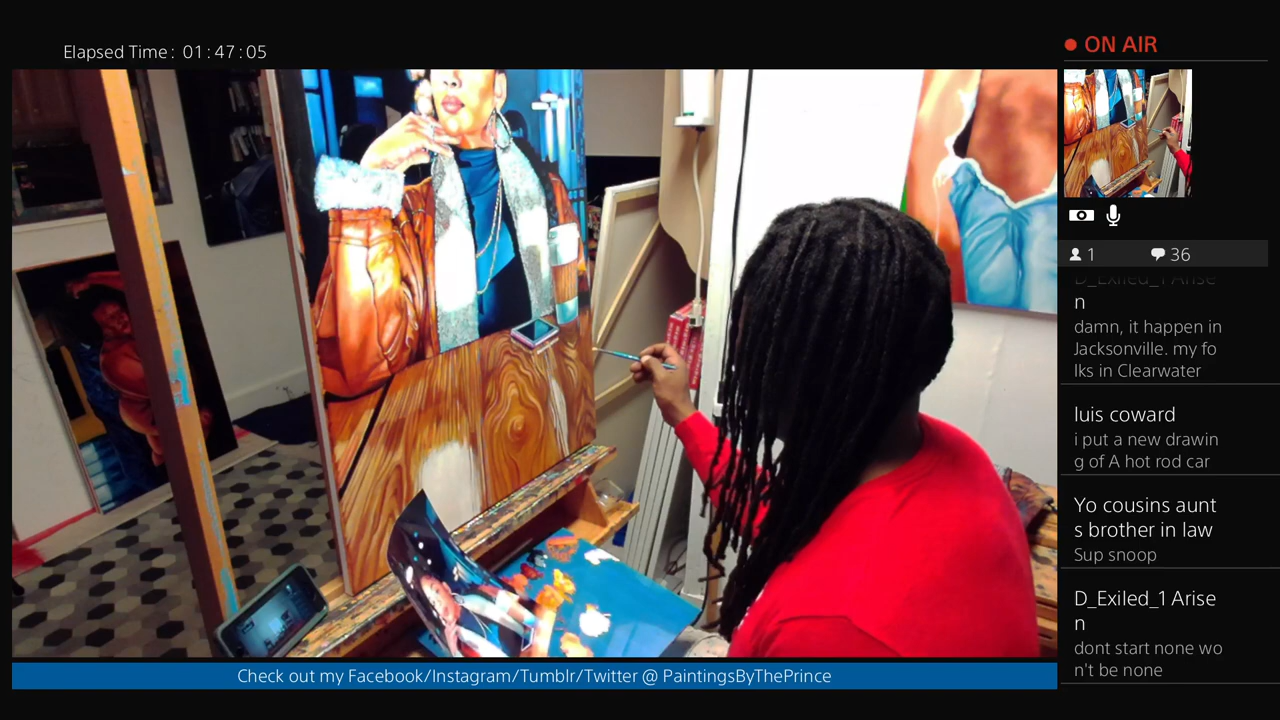 Elapsed Time: 01:47:05
ON AIR
1 36
D_Exiled_1 Arise
n
damn, it happen in
Jacksonville. my fo
lks in Clearwater
luis coward
i put a new drawin
g of A hot rod car
Yo cousins aunt
s brother in law
Sup snoop
D_Exiled_1 Arise
n
dont start none wo
n't be none
Check out my Facebook/Instagram/Tumblr/Twitter @ PaintingsByThePrince